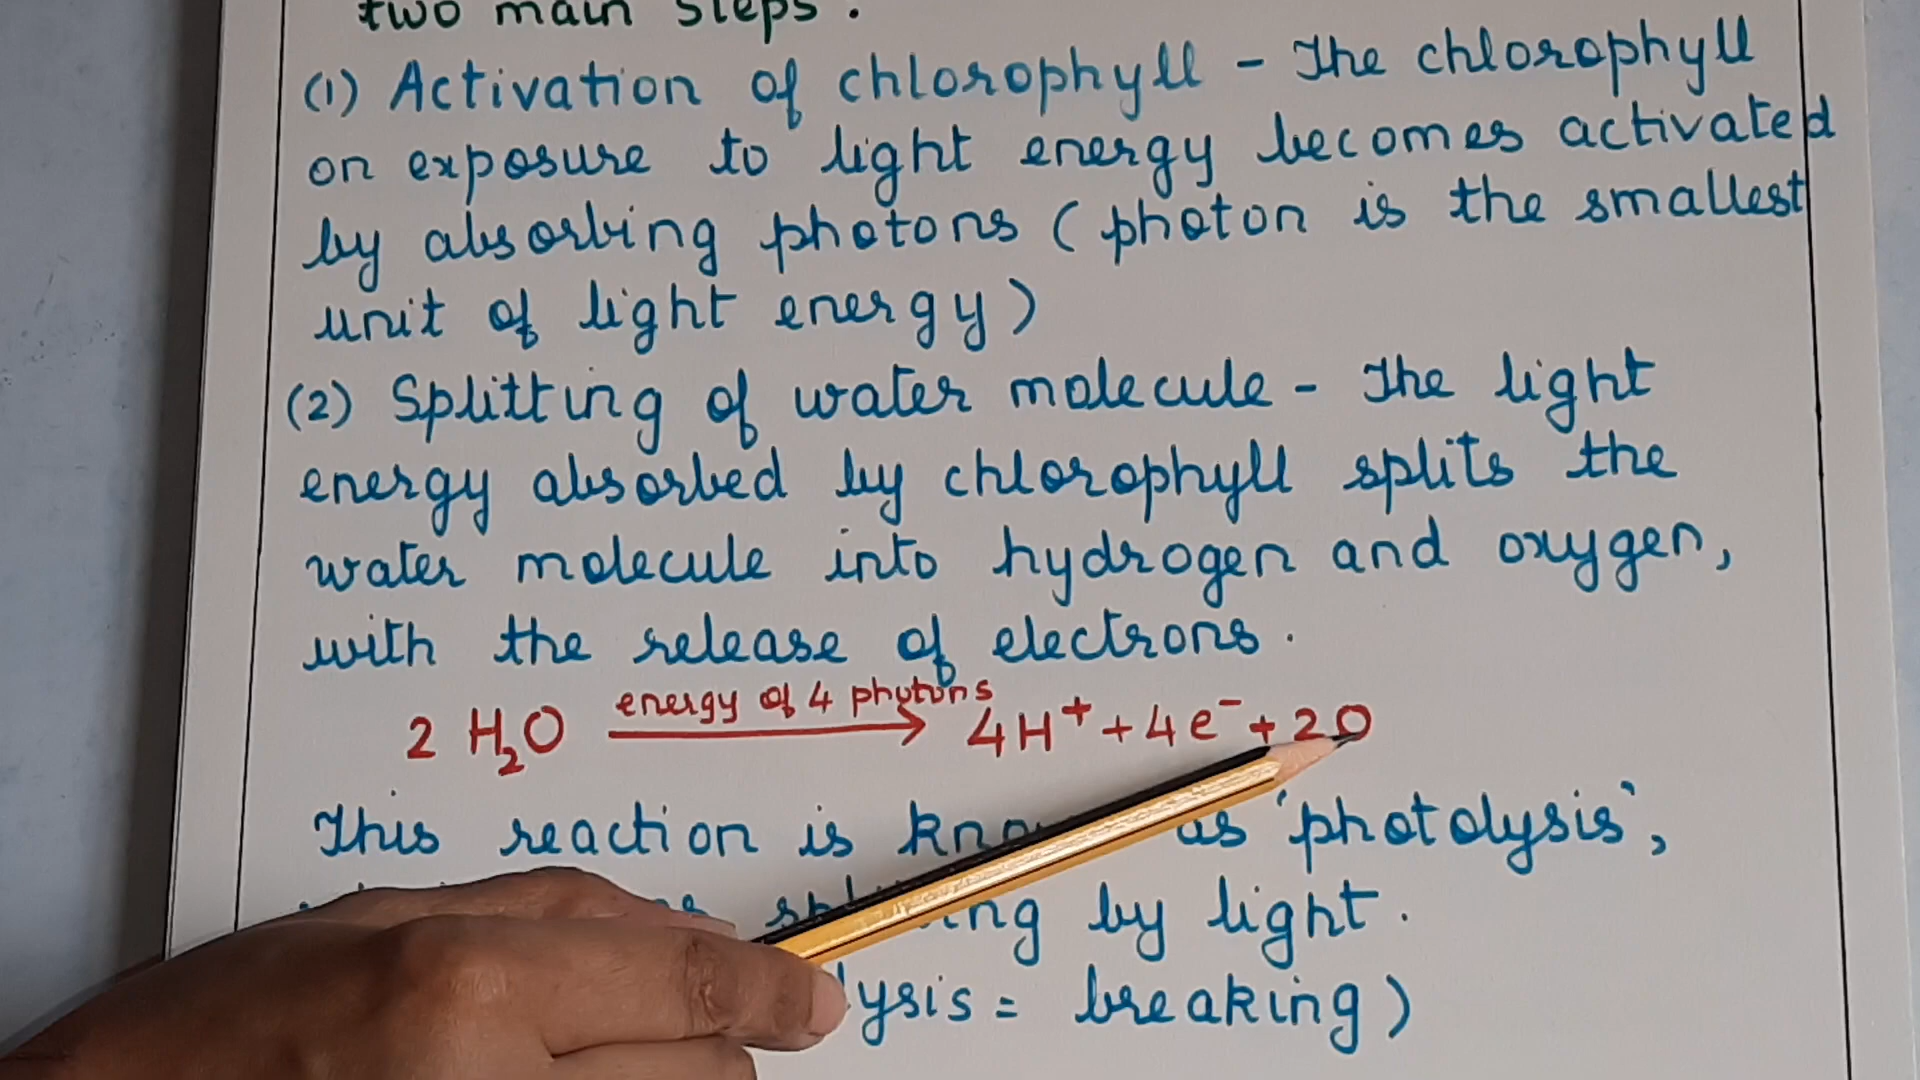 two main steps :
(1) Activation of chlorophyll - The chlorophyll
on exposure to light energy becomes activated
by absorbing photons (photon is the smallest
unit of light energy)
(2) Splitting of water molecule - The light
energy absorbed by chlorophyll splits the
water molecule into hydrogen and oxygen,
with the release of electrons.
2 H₂O energy of 4 photons → 4H⁺ + 4e⁻ + 2O
This reaction is as 'photolysis',
by light.
= breaking)